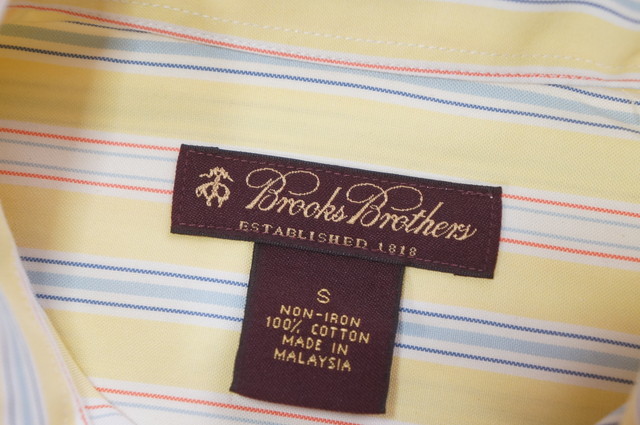 Brooks Brothers
ESTABLISHED 1818
S
NON-IRON
100% COTTON
MADE IN
MALAYSIA